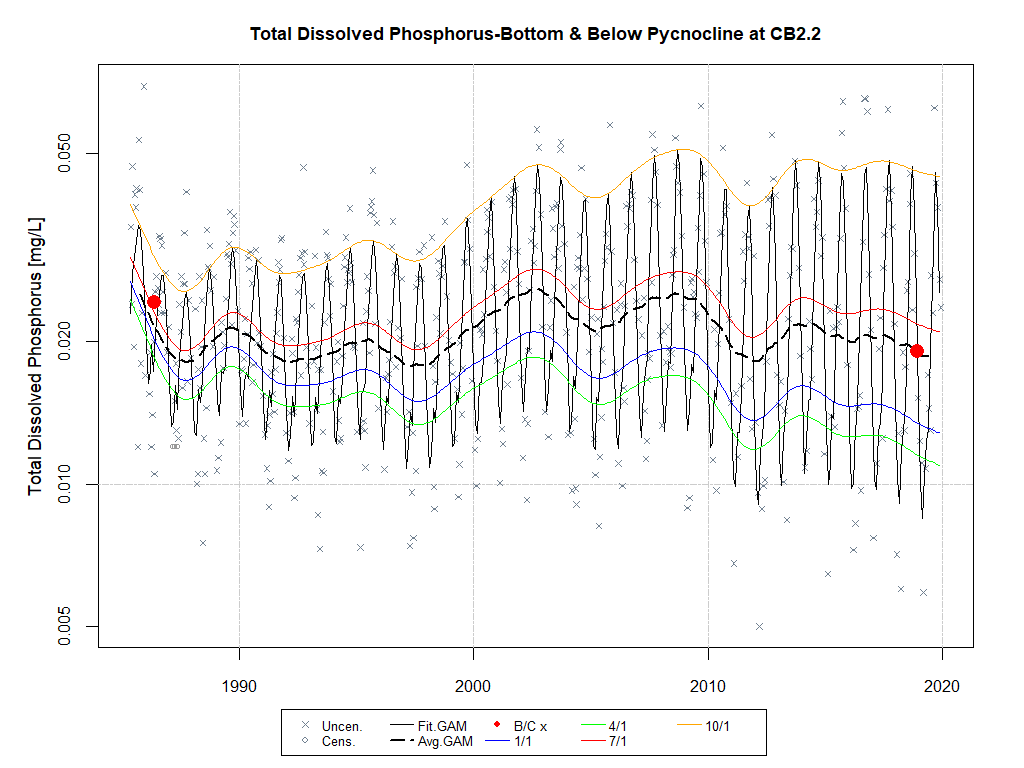 Total Dissolved Phosphorus-Bottom & Below Pycnocline at CB2.2
Total Dissolved Phosphorus [mg/L]
0.050
0.020
0.010
0.005
1990 2000 2010 2020
Uncen. Fit.GAM B/C x 4/1 10/1
Cens. Avg.GAM 1/1 7/1